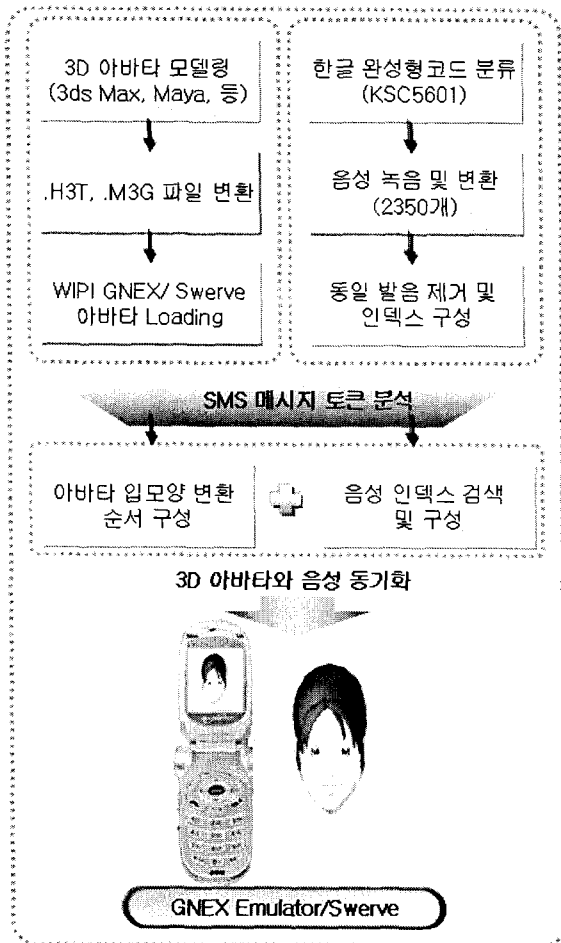 3D 아바타 모델링
(3ds Max, Maya, 등)
.H3T, .M3G 파일 변환
WIPI GNEX/ Swerve
아바타 Loading
한글 완성형코드 분류
(KSC5601)
음성 녹음 및 변환
(2350개)
동일 발음 제거 및
인덱스 구성
SMS 메시지 토큰 분석
아바타 입모양 변환
순서 구성
음성 인덱스 검색
및 구성
3D 아바타와 음성 동기화
GNEX Emulator/Swerve